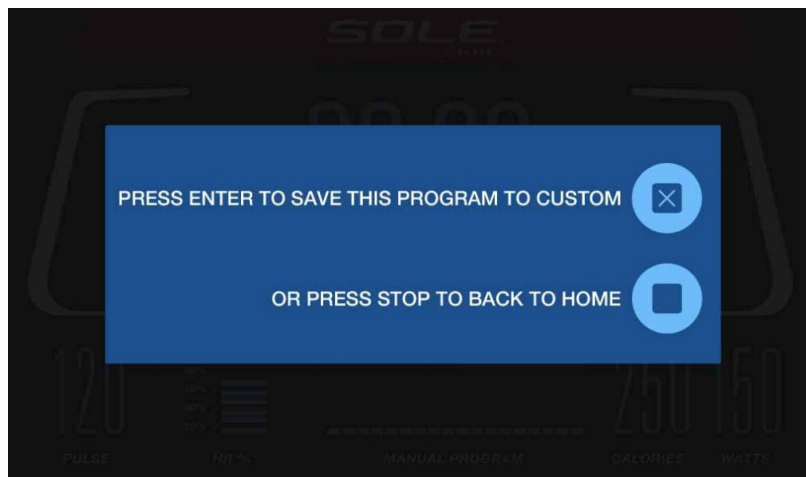 SOLE
PRESS ENTER TO SAVE THIS PROGRAM TO CUSTOM
OR PRESS STOP TO BACK TO HOME
120
250
150
PULSE
HR %
MANUAL PROGRAM
CALORIES
WATTS